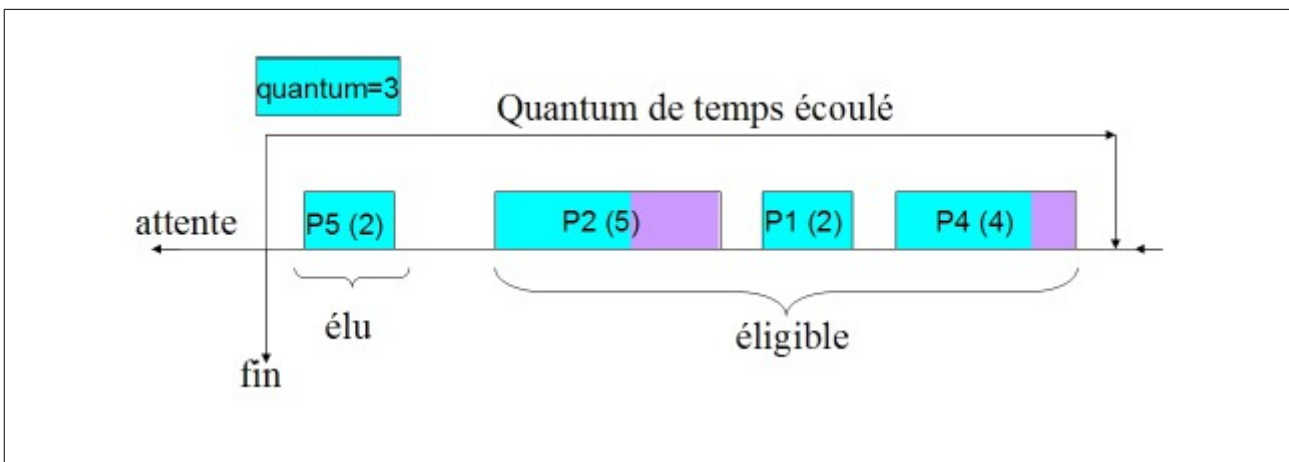 quantum=3
Quantum de temps écoulé
attente
P5 (2)
P2 (5)
P1 (2)
P4 (4)
élu
éligible
fin